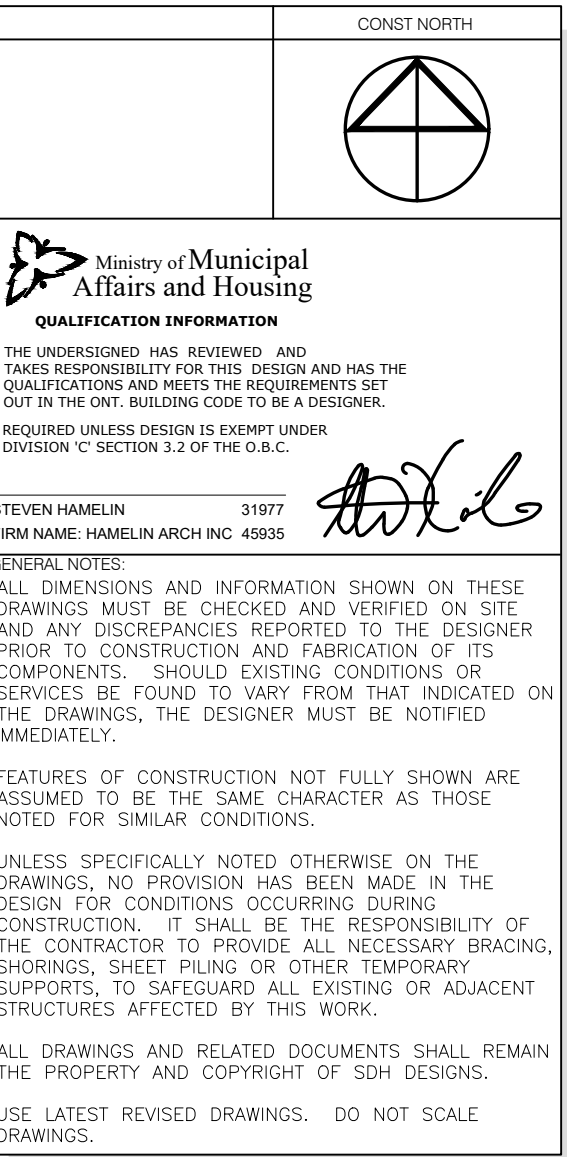 CONST NORTH
Ministry of Municipal
Affairs and Housing
QUALIFICATION INFORMATION
THE UNDERSIGNED HAS REVIEWED AND
TAKES RESPONSIBILITY FOR THIS DESIGN AND HAS THE
QUALIFICATIONS AND MEETS THE REQUIREMENTS SET
OUT IN THE ONT. BUILDING CODE TO BE A DESIGNER.
REQUIRED UNLESS DESIGN IS EXEMPT UNDER
DIVISION 'C' SECTION 3.2 OF THE O.B.C.
STEVEN HAMELIN 31977
FIRM NAME: HAMELIN ARCH INC 45935
GENERAL NOTES:
ALL DIMENSIONS AND INFORMATION SHOWN ON THESE
DRAWINGS MUST BE CHECKED AND VERIFIED ON SITE
AND ANY DISCREPANCIES REPORTED TO THE DESIGNER
PRIOR TO CONSTRUCTION AND FABRICATION OF ITS
COMPONENTS. SHOULD EXISTING CONDITIONS OR
SERVICES BE FOUND TO VARY FROM THAT INDICATED ON
THE DRAWINGS, THE DESIGNER MUST BE NOTIFIED
IMMEDIATELY.
FEATURES OF CONSTRUCTION NOT FULLY SHOWN ARE
ASSUMED TO BE THE SAME CHARACTER AS THOSE
NOTED FOR SIMILAR CONDITIONS.
UNLESS SPECIFICALLY NOTED OTHERWISE ON THE
DRAWINGS, NO PROVISION HAS BEEN MADE IN THE
DESIGN FOR CONDITIONS OCCURRING DURING
CONSTRUCTION. IT SHALL BE THE RESPONSIBILITY OF
THE CONTRACTOR TO PROVIDE ALL NECESSARY BRACING,
SHORINGS, SHEET PILING OR OTHER TEMPORARY
SUPPORTS, TO SAFEGUARD ALL EXISTING OR ADJACENT
STRUCTURES AFFECTED BY THIS WORK.
ALL DRAWINGS AND RELATED DOCUMENTS SHALL REMAIN
THE PROPERTY AND COPYRIGHT OF SDH DESIGNS.
USE LATEST REVISED DRAWINGS. DO NOT SCALE
DRAWINGS.